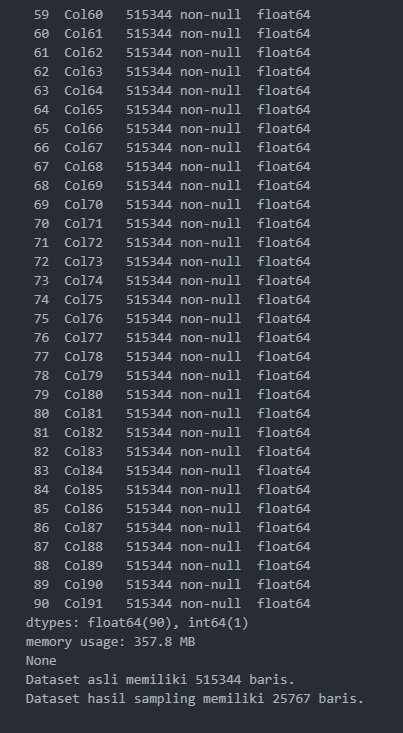 59  Col60   515344 non-null  float64
60  Col61   515344 non-null  float64
61  Col62   515344 non-null  float64
62  Col63   515344 non-null  float64
63  Col64   515344 non-null  float64
64  Col65   515344 non-null  float64
65  Col66   515344 non-null  float64
66  Col67   515344 non-null  float64
67  Col68   515344 non-null  float64
68  Col69   515344 non-null  float64
69  Col70   515344 non-null  float64
70  Col71   515344 non-null  float64
71  Col72   515344 non-null  float64
72  Col73   515344 non-null  float64
73  Col74   515344 non-null  float64
74  Col75   515344 non-null  float64
75  Col76   515344 non-null  float64
76  Col77   515344 non-null  float64
77  Col78   515344 non-null  float64
78  Col79   515344 non-null  float64
79  Col80   515344 non-null  float64
80  Col81   515344 non-null  float64
81  Col82   515344 non-null  float64
82  Col83   515344 non-null  float64
83  Col84   515344 non-null  float64
84  Col85   515344 non-null  float64
85  Col86   515344 non-null  float64
86  Col87   515344 non-null  float64
87  Col88   515344 non-null  float64
88  Col89   515344 non-null  float64
89  Col90   515344 non-null  float64
90  Col91   515344 non-null  float64
dtypes: float64(90), int64(1)
memory usage: 357.8 MB
None
Dataset asli memiliki 515344 baris.
Dataset hasil sampling memiliki 25767 baris.